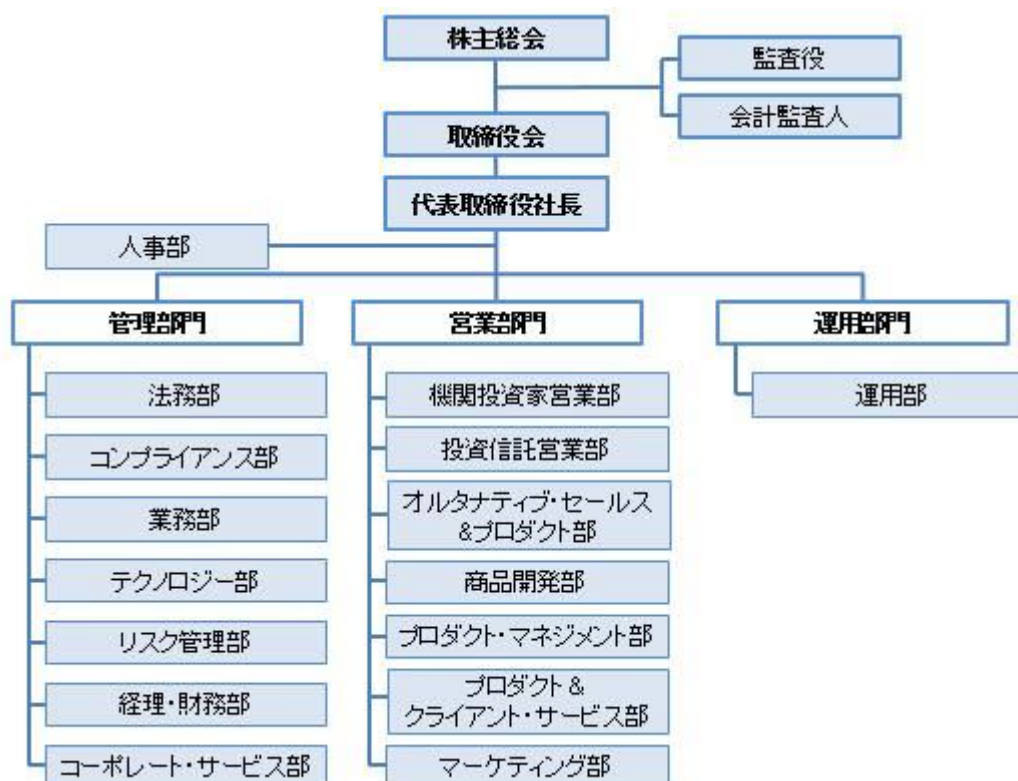 株主総会
監査役
会計監査人
取締役会
代表取締役社長
人事部
管理部門
法務部
コンプライアンス部
業務部
テクノロジー部
リスク管理部
経理・財務部
コーポレート・サービス部
営業部門
機関投資家営業部
投資信託営業部
オルタナティブ・セールス
&プロダクト部
商品開発部
プロダクト・マネジメント部
プロダクト &
クライアント・サービス部
マーケティング部
運用部門
運用部